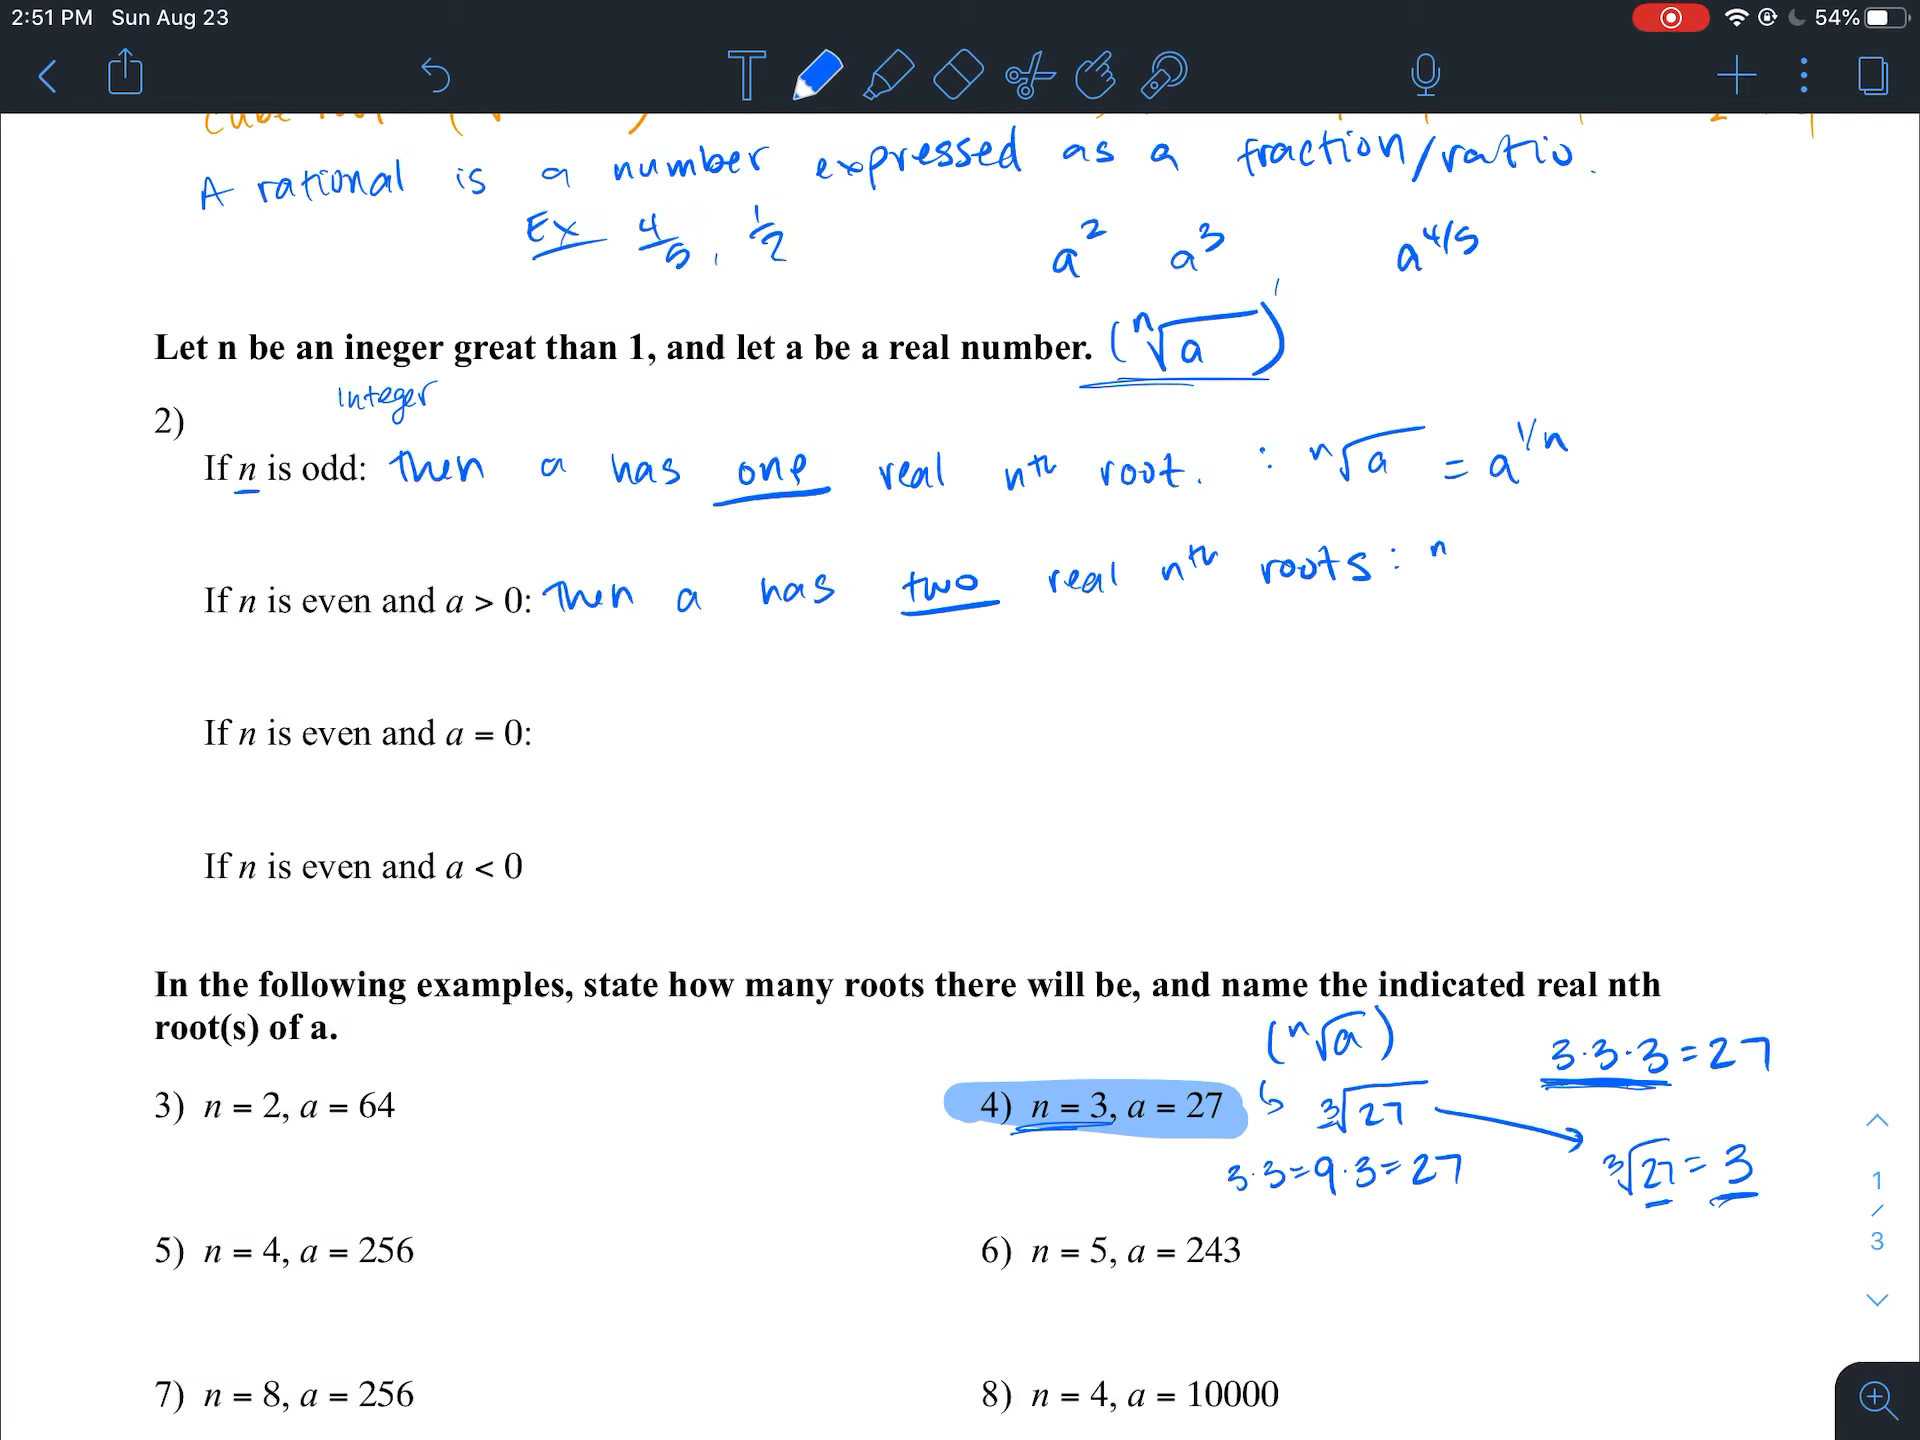 2:51 PM Sun Aug 23 54%
A rational is a number expressed as a fraction/ratio.
Ex 4/5, 1/2 a² a³ a^4/5
Let n be an ineger great than 1, and let a be a real number. (ⁿ√a)¹
Integer
2)
If n is odd: then a has one real nth root. : ⁿ√a = a^1/n
If n is even and a > 0: Then a has two real nth roots: n
If n is even and a = 0:
If n is even and a < 0
In the following examples, state how many roots there will be, and name the indicated real nth
root(s) of a.
(ⁿ√a) 3·3·3=27
3) n = 2, a = 64 4) n = 3, a = 27 ³√27
3·3=9·3=27 ³√27 = 3
5) n = 4, a = 256 6) n = 5, a = 243
7) n = 8, a = 256 8) n = 4, a = 10000
1
/
3